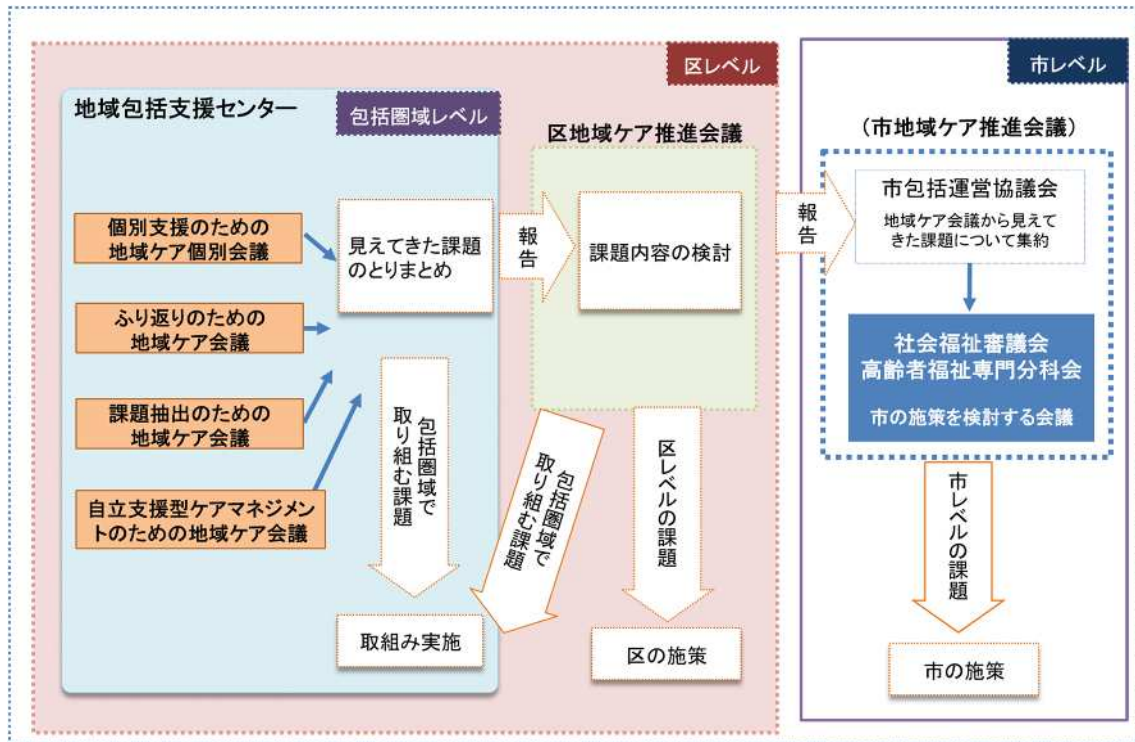 区レベル
市レベル
地域包括支援センター
包括圏域レベル
個別支援のための
地域ケア個別会議
ふり返りのための
地域ケア会議
課題抽出のための
地域ケア会議
自立支援型ケアマネジメン
トのための地域ケア会議
見えてきた課題
のとりまとめ
報告
包括圏域で
取り組む課題
取組み実施
区地域ケア推進会議
課題内容の検討
報告
包括圏域で
取り組む課題
区レベルの課題
区の施策
(市地域ケア推進会議)
市包括運営協議会
地域ケア会議から見えて
きた課題について集約
社会福祉審議会
高齢者福祉専門分科会
市の施策を検討する会議
市レベルの課題
市の施策